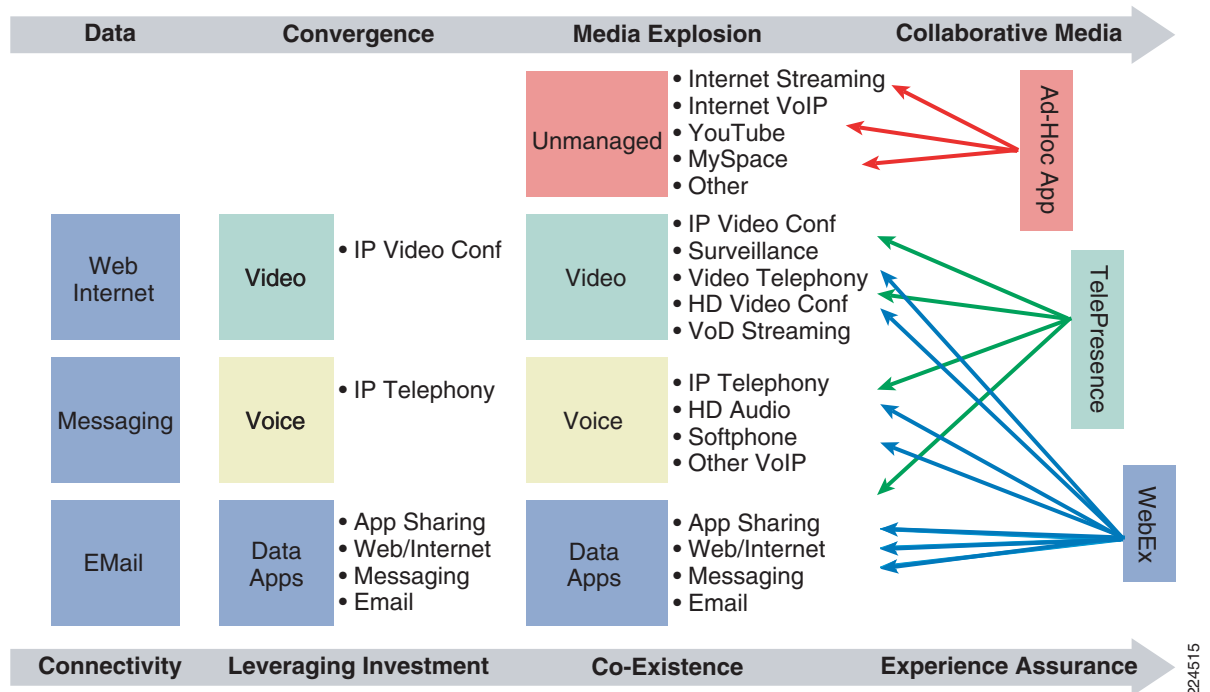 Data
Convergence
Media Explosion
Collaborative Media
Unmanaged
• Internet Streaming
• Internet VoIP
• YouTube
• MySpace
• Other
Ad-Hoc App
Web
Internet
Video
• IP Video Conf
Video
• IP Video Conf
• Surveillance
• Video Telephony
• HD Video Conf
• VoD Streaming
TelePresence
Messaging
Voice
• IP Telephony
Voice
• IP Telephony
• HD Audio
• Softphone
• Other VoIP
EMail
Data
Apps
• App Sharing
• Web/Internet
• Messaging
• Email
Data
Apps
• App Sharing
• Web/Internet
• Messaging
• Email
WebEx
Connectivity
Leveraging Investment
Co-Existence
Experience Assurance
224515